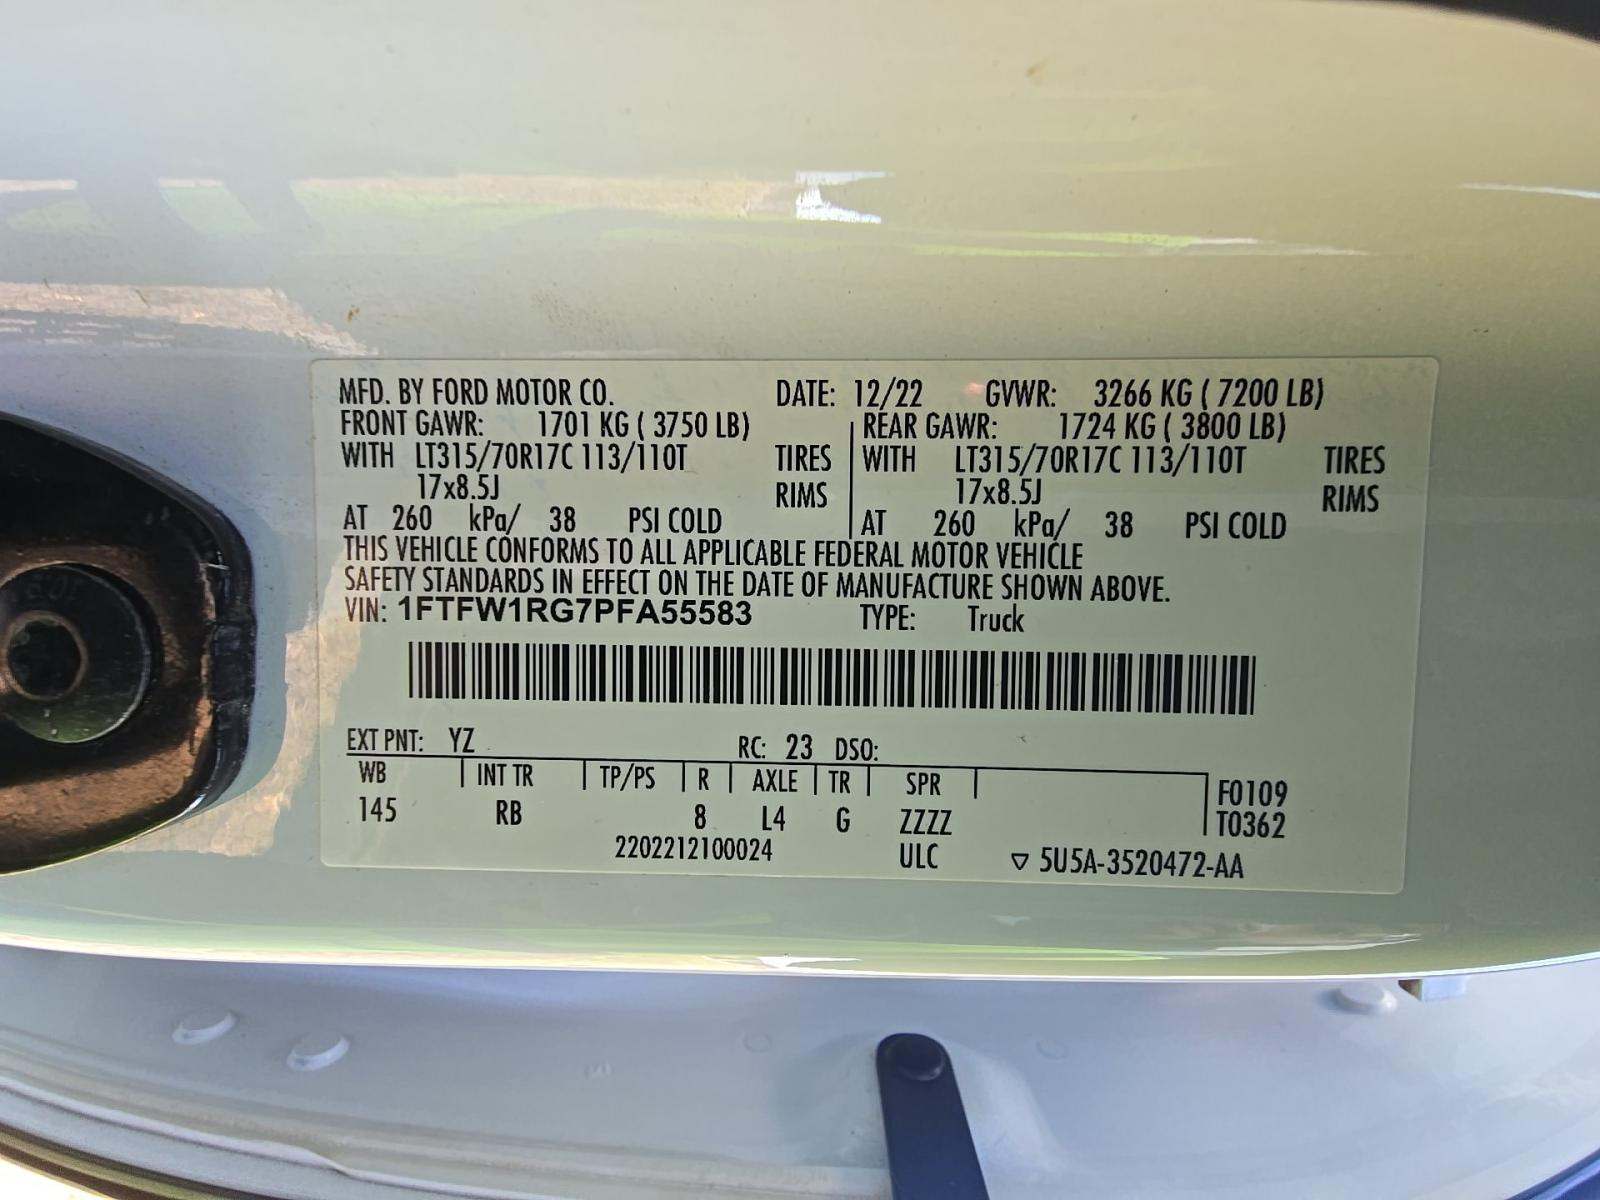 MFD. BY FORD MOTOR CO. DATE: 12/22 GVWR: 3266 KG ( 7200 LB)
FRONT GAWR: 1701 KG ( 3750 LB) REAR GAWR: 1724 KG ( 3800 LB)
WITH LT315/70R17C 113/110T TIRES WITH LT315/70R17C 113/110T TIRES
17x8.5J RIMS 17x8.5J RIMS
AT 260 kPa/ 38 PSI COLD AT 260 kPa/ 38 PSI COLD
THIS VEHICLE CONFORMS TO ALL APPLICABLE FEDERAL MOTOR VEHICLE
SAFETY STANDARDS IN EFFECT ON THE DATE OF MANUFACTURE SHOWN ABOVE.
VIN: 1FTFW1RG7PFA55583 TYPE: Truck
EXT PNT: YZ RC: 23 DSO:
WB INT TR TP/PS R AXLE TR SPR F0109
145 RB 8 L4 G ZZZZ T0362
2202212100024 ULC ▽ 5U5A-3520472-AA